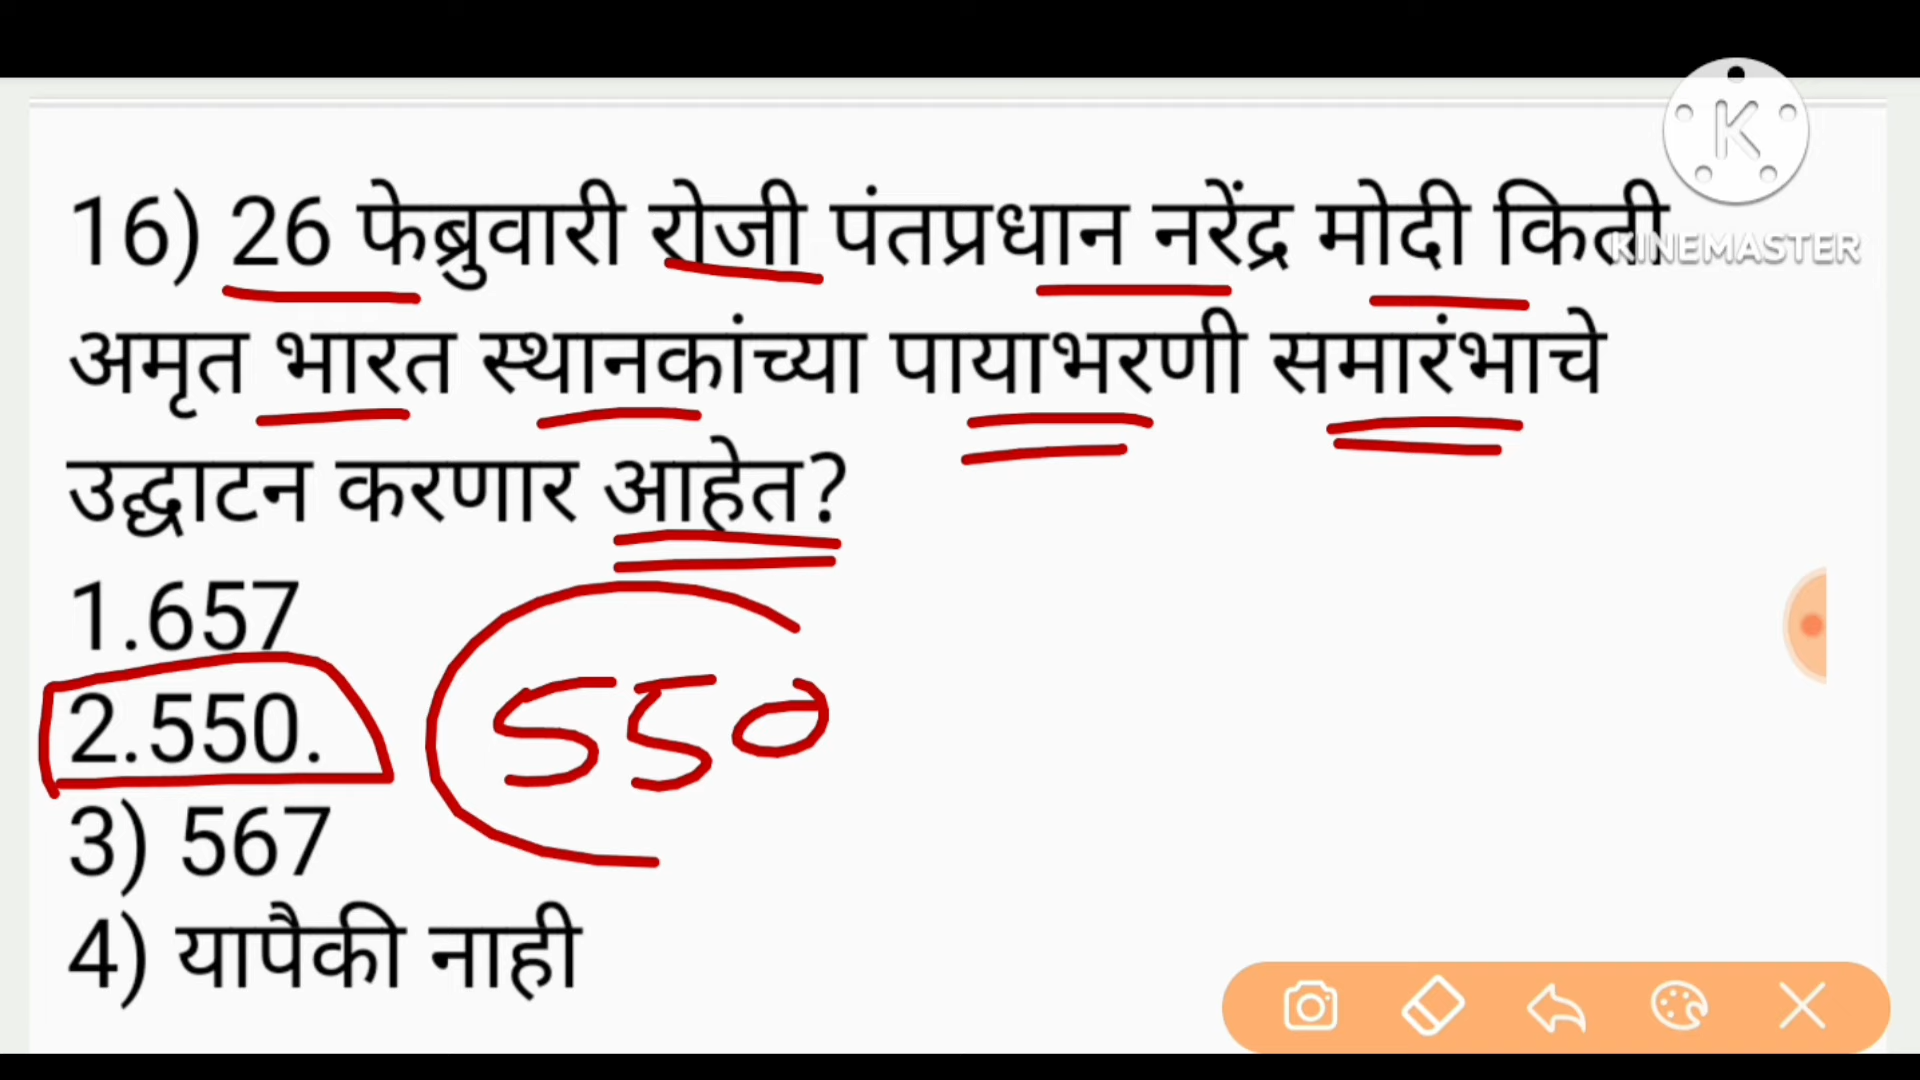 K
KINEMASTER
16) 26 फेब्रुवारी रोजी पंतप्रधान नरेंद्र मोदी किती
अमृत भारत स्थानकांच्या पायाभरणी समारंभाचे
उद्घाटन करणार आहेत?
1.657
2.550.
550
3) 567
4) यापैकी नाही